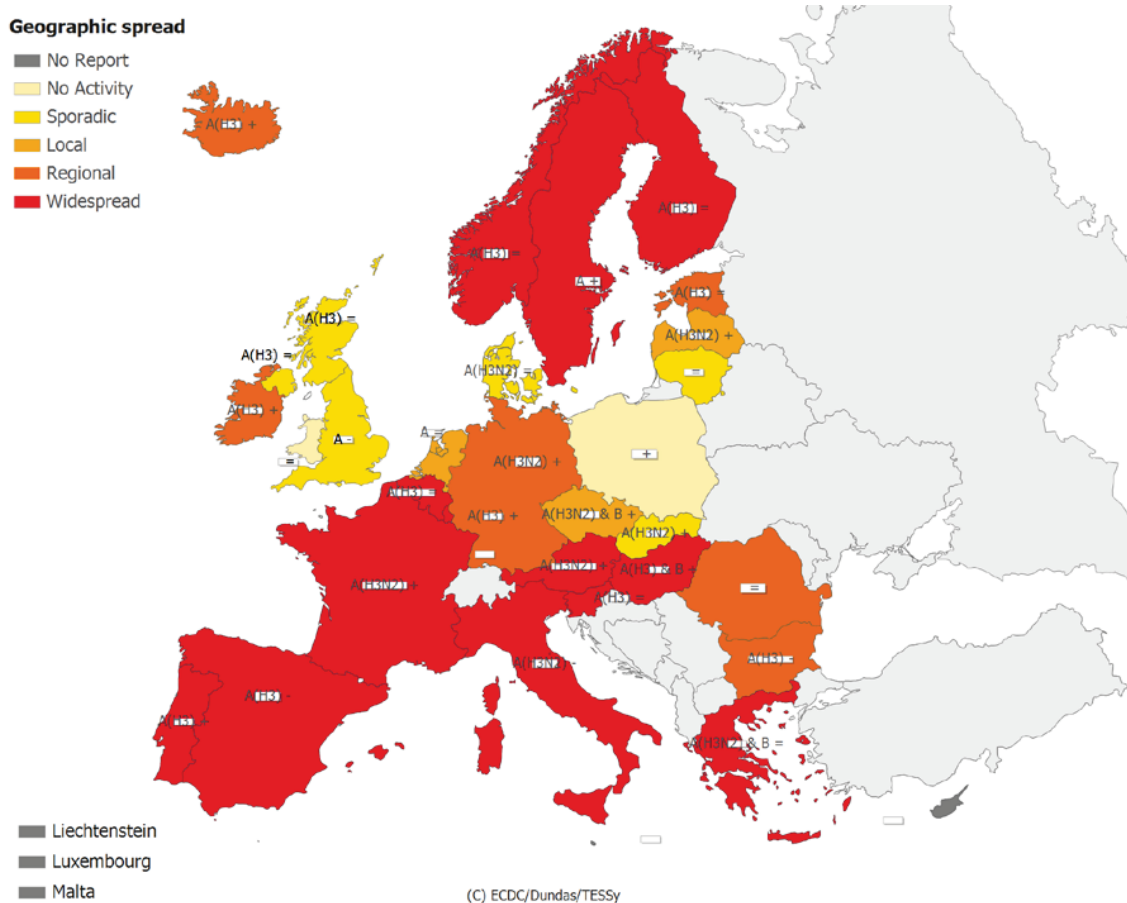 Geographic spread
No Report
No Activity
Sporadic
Local
Regional
Widespread
A(H3) +
A(H3) =
A(H3) =
A +
A(H3) =
A(H3N2) +
=
A(H3) =
A(H3) =
A(H3N2) =
A(H3) +
A -
=
A =
A(H3N2) +
+
A(H3) =
A(H3) +
A(H3N2) & B +
A(H3N2) +
A(H3N2) +
A(H3) & B +
A(H3N2) +
A(H3) =
=
A(H3N2) -
A(H3) -
A(H3) -
A(H3) +
A(H3N2) & B =
Liechtenstein
Luxembourg
Malta
(C) ECDC/Dundas/TESSy